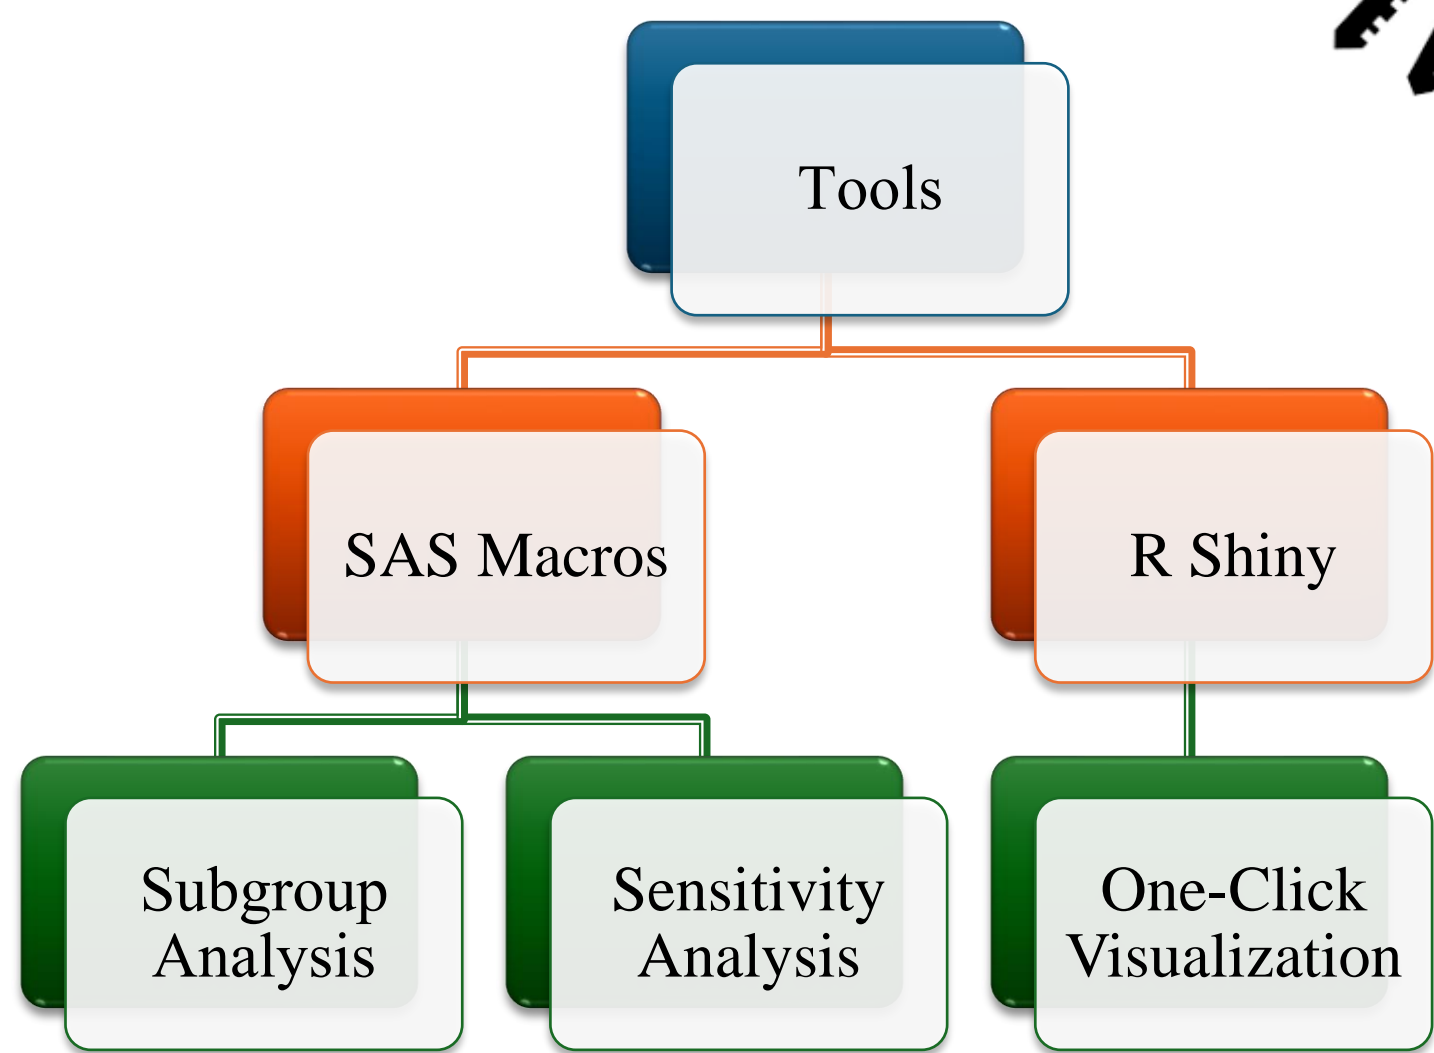 Tools
SAS Macros
R Shiny
Subgroup
Analysis
Sensitivity
Analysis
One-Click
Visualization